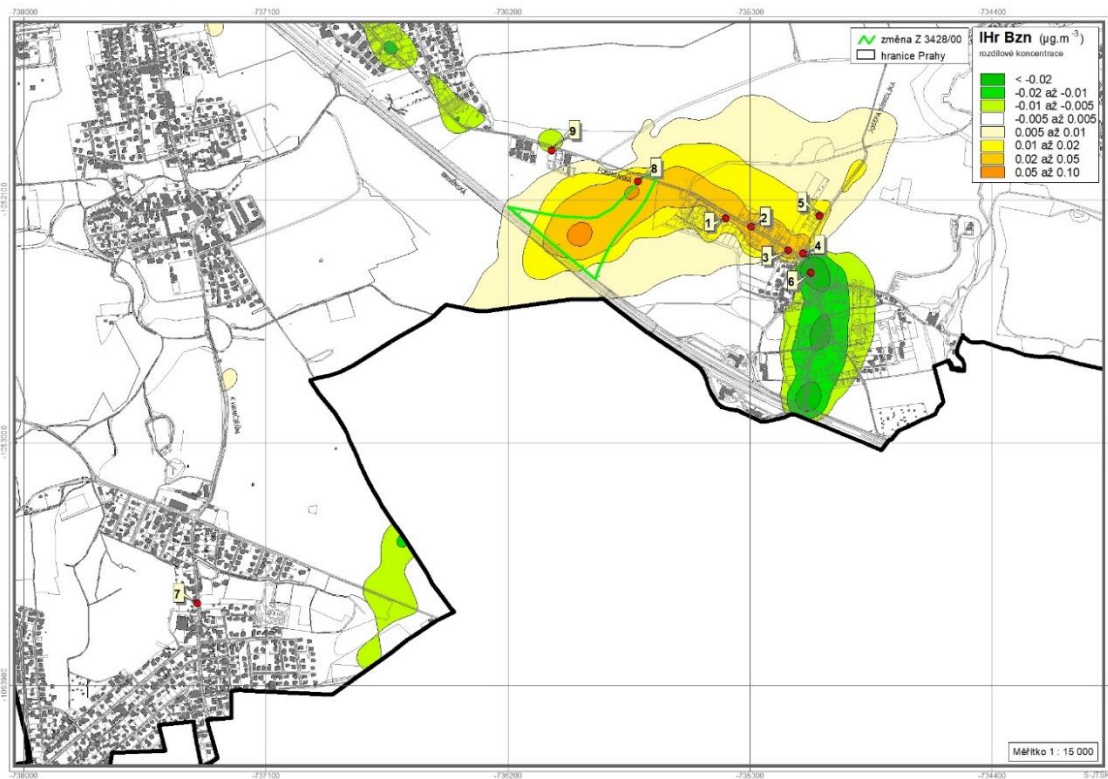 -738000
-737100
-736200
-735300
-734400
změna Z 3428/00
hranice Prahy
IHr Bzn (µg.m⁻³)
rozdílové koncentrace
< -0.02
-0.02 až -0.01
-0.01 až -0.005
-0.005 až 0.005
0.005 až 0.01
0.01 až 0.02
0.02 až 0.05
0.05 až 0.10
9
8
-1052100
1
2
5
3
4
6
-1053000
7
-1053900
Měřítko 1 : 15 000
-738000
-737100
-736200
-735300
-734400